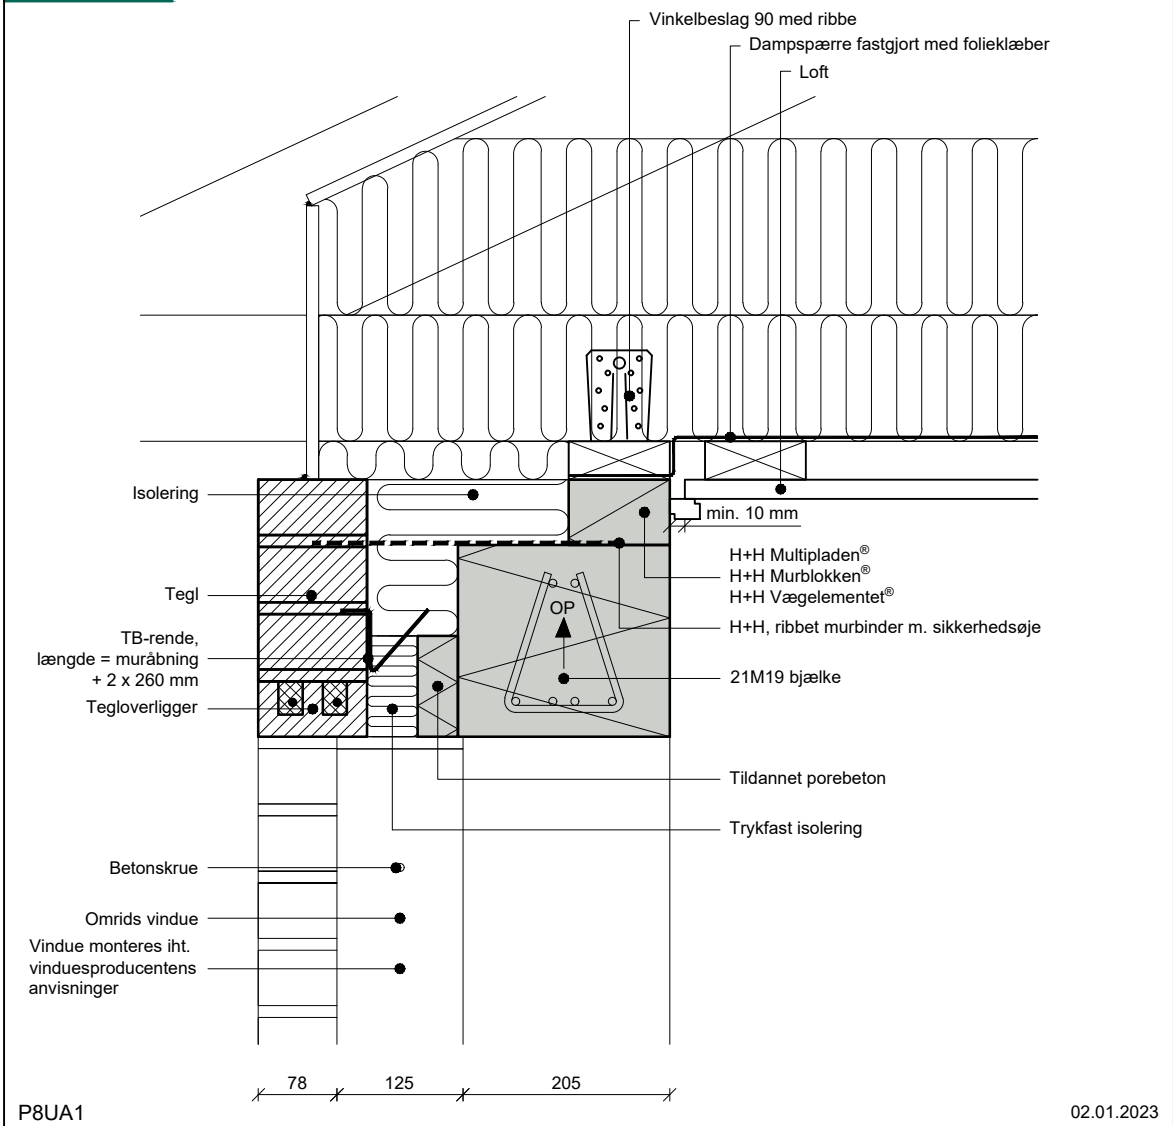 Vinkelbeslag 90 med ribbe
Dampspærre fastgjort med folieklæber
Loft
Isolering
min. 10 mm
H+H Multipladen®
H+H Murblokken®
H+H Vægelementet®
Tegl
OP
H+H, ribbet murbinder m. sikkerhedsøje
TB-rende,
længde = muråbning
+ 2 x 260 mm
21M19 bjælke
Tegloverligger
Tildannet porebeton
Trykfast isolering
Betonskrue
Omrids vindue
Vindue monteres iht.
vinduesproducentens
anvisninger
78
125
205
P8UA1
02.01.2023